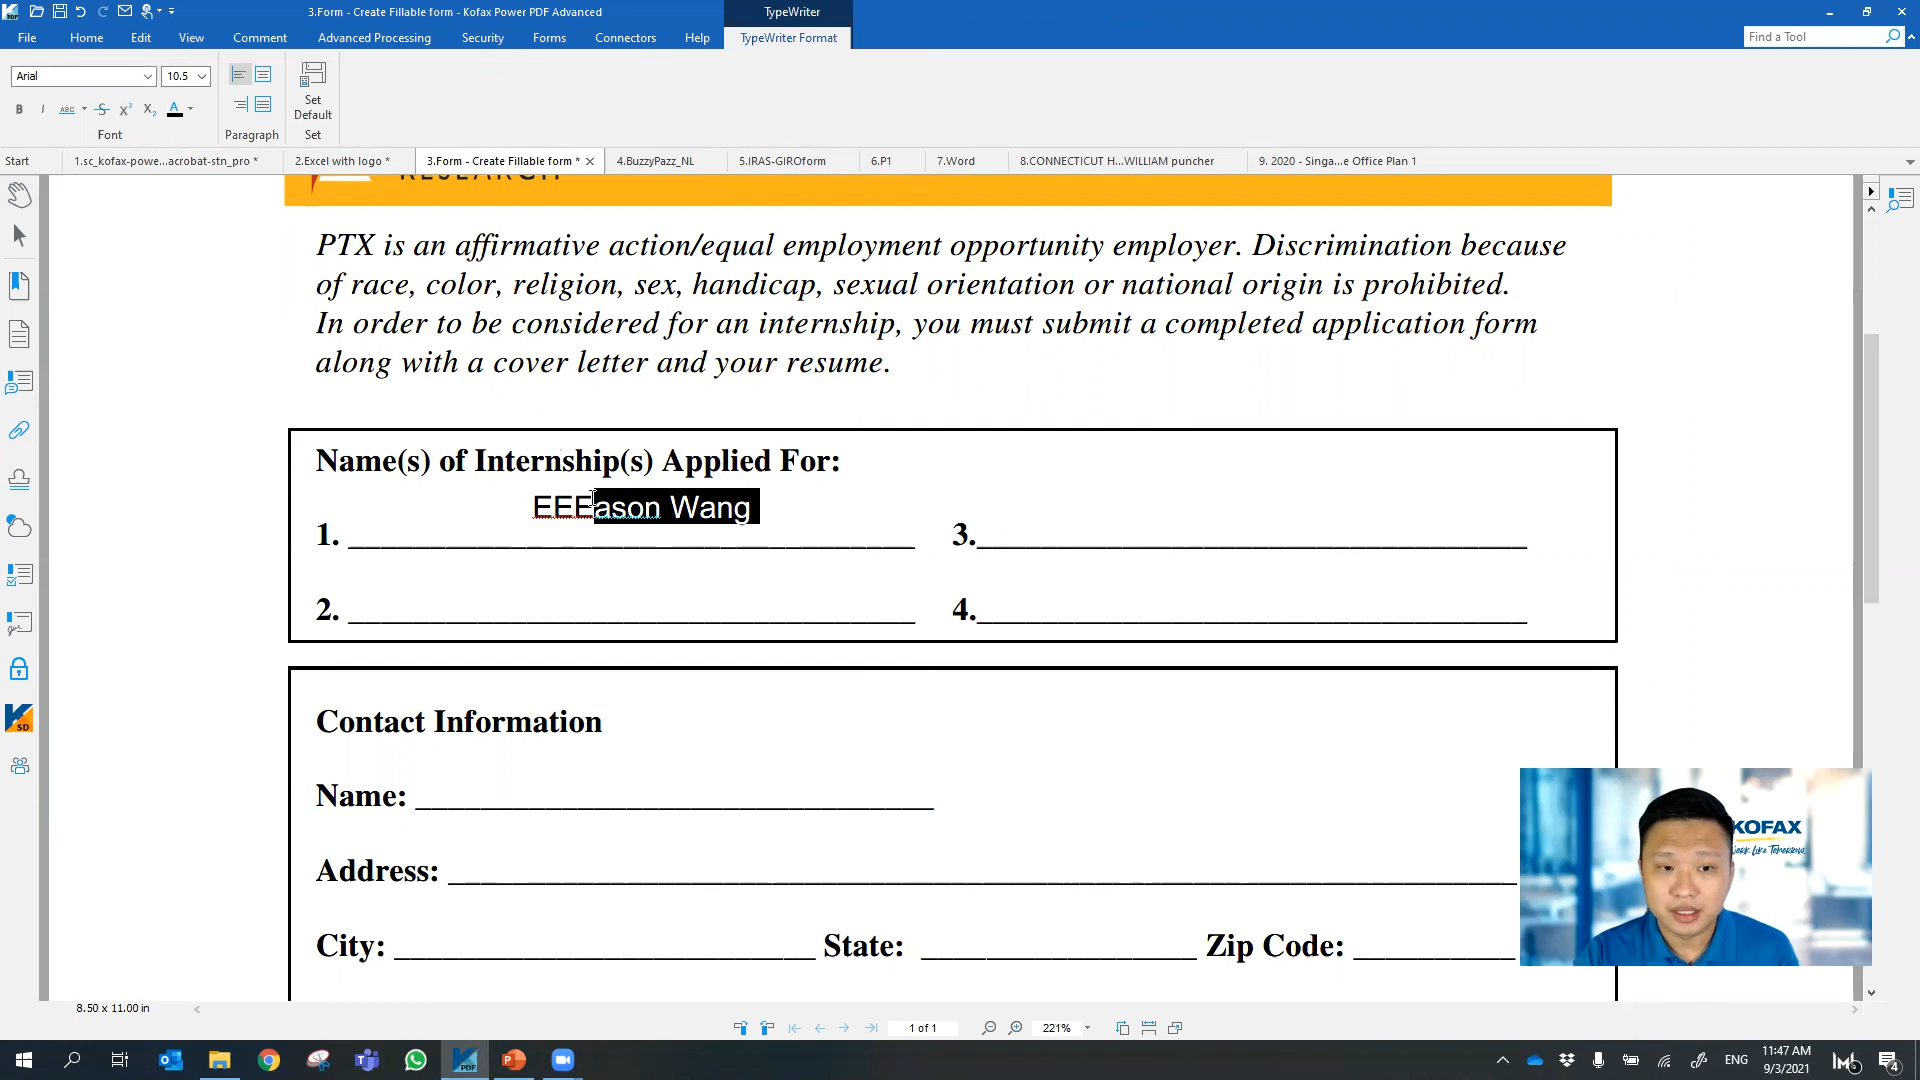 3.Form - Create Fillable form - Kofax Power PDF Advanced
TypeWriter
File Home Edit View Comment Advanced Processing Security Forms Connectors Help TypeWriter Format
Find a Tool
Arial 10.5
Set Default
B I
Font Paragraph Set
Start 1.sc_kofax-powe...acrobat-stn_pro * 2.Excel with logo * 3.Form - Create Fillable form * 4.BuzzyPazz_NL 5.IRAS-GIROform 6.P1 7.Word 8.CONNECTICUT H...WILLIAM puncher 9. 2020 - Singa...e Office Plan 1
RESEARCH
PTX is an affirmative action/equal employment opportunity employer. Discrimination because
of race, color, religion, sex, handicap, sexual orientation or national origin is prohibited.
In order to be considered for an internship, you must submit a completed application form
along with a cover letter and your resume.
Name(s) of Internship(s) Applied For:
EEEason Wang
1. 3.
2. 4.
Contact Information
Name:
Address:
City: State: Zip Code:
KOFAX
Work Like Tomorrow.
8.50 x 11.00 in
1 of 1
221%
ENG
11:47 AM
9/3/2021
4